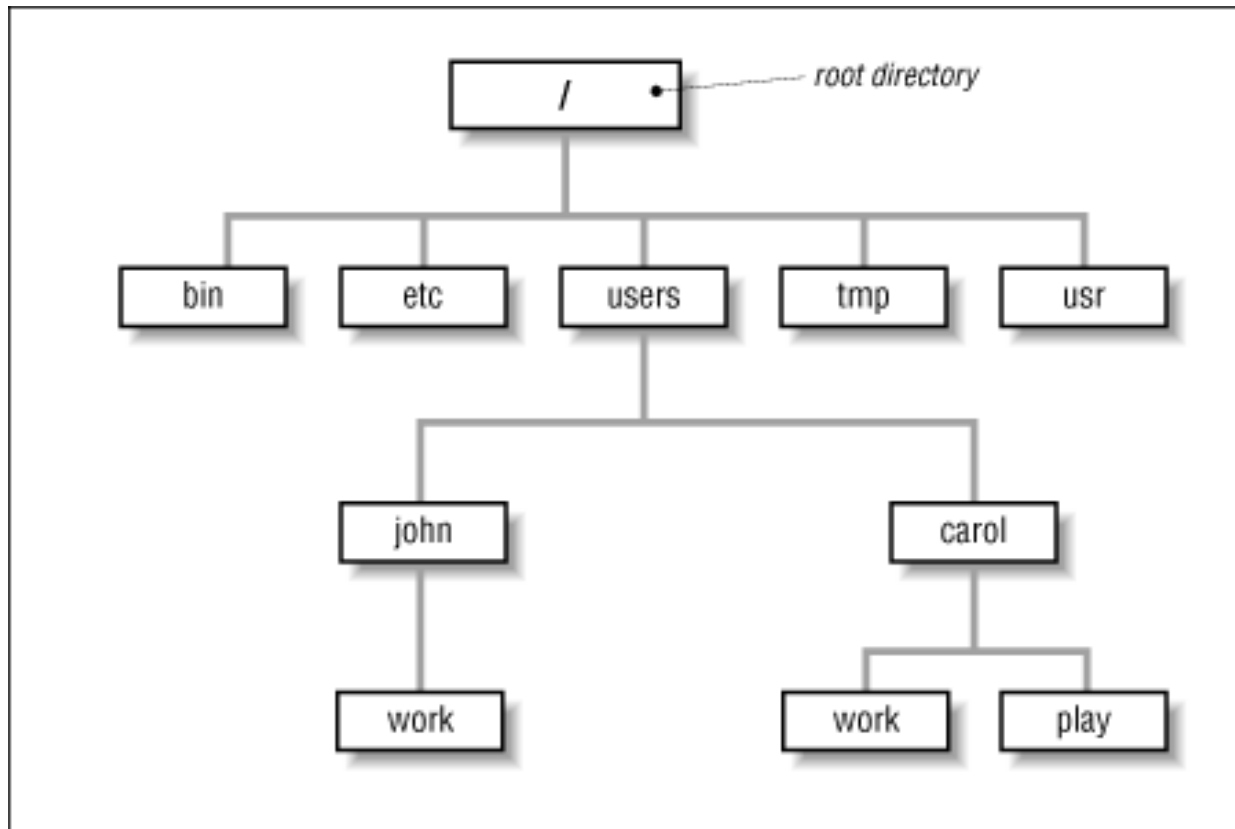 /
root directory
bin etc users tmp usr
john carol
work work play